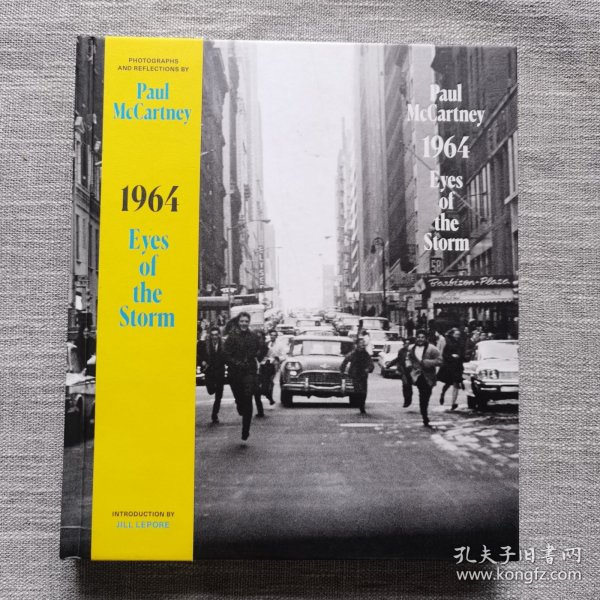 PHOTOGRAPHS
AND REFLECTIONS BY
Paul
McCartney
1964
Eyes
of
the
Storm
INTRODUCTION BY
JILL LEPORE
Paul
McCartney
1964
Eyes
of
the
Storm
58
Barbizon-Plaza
孔夫子旧书网
www.kongfz.com